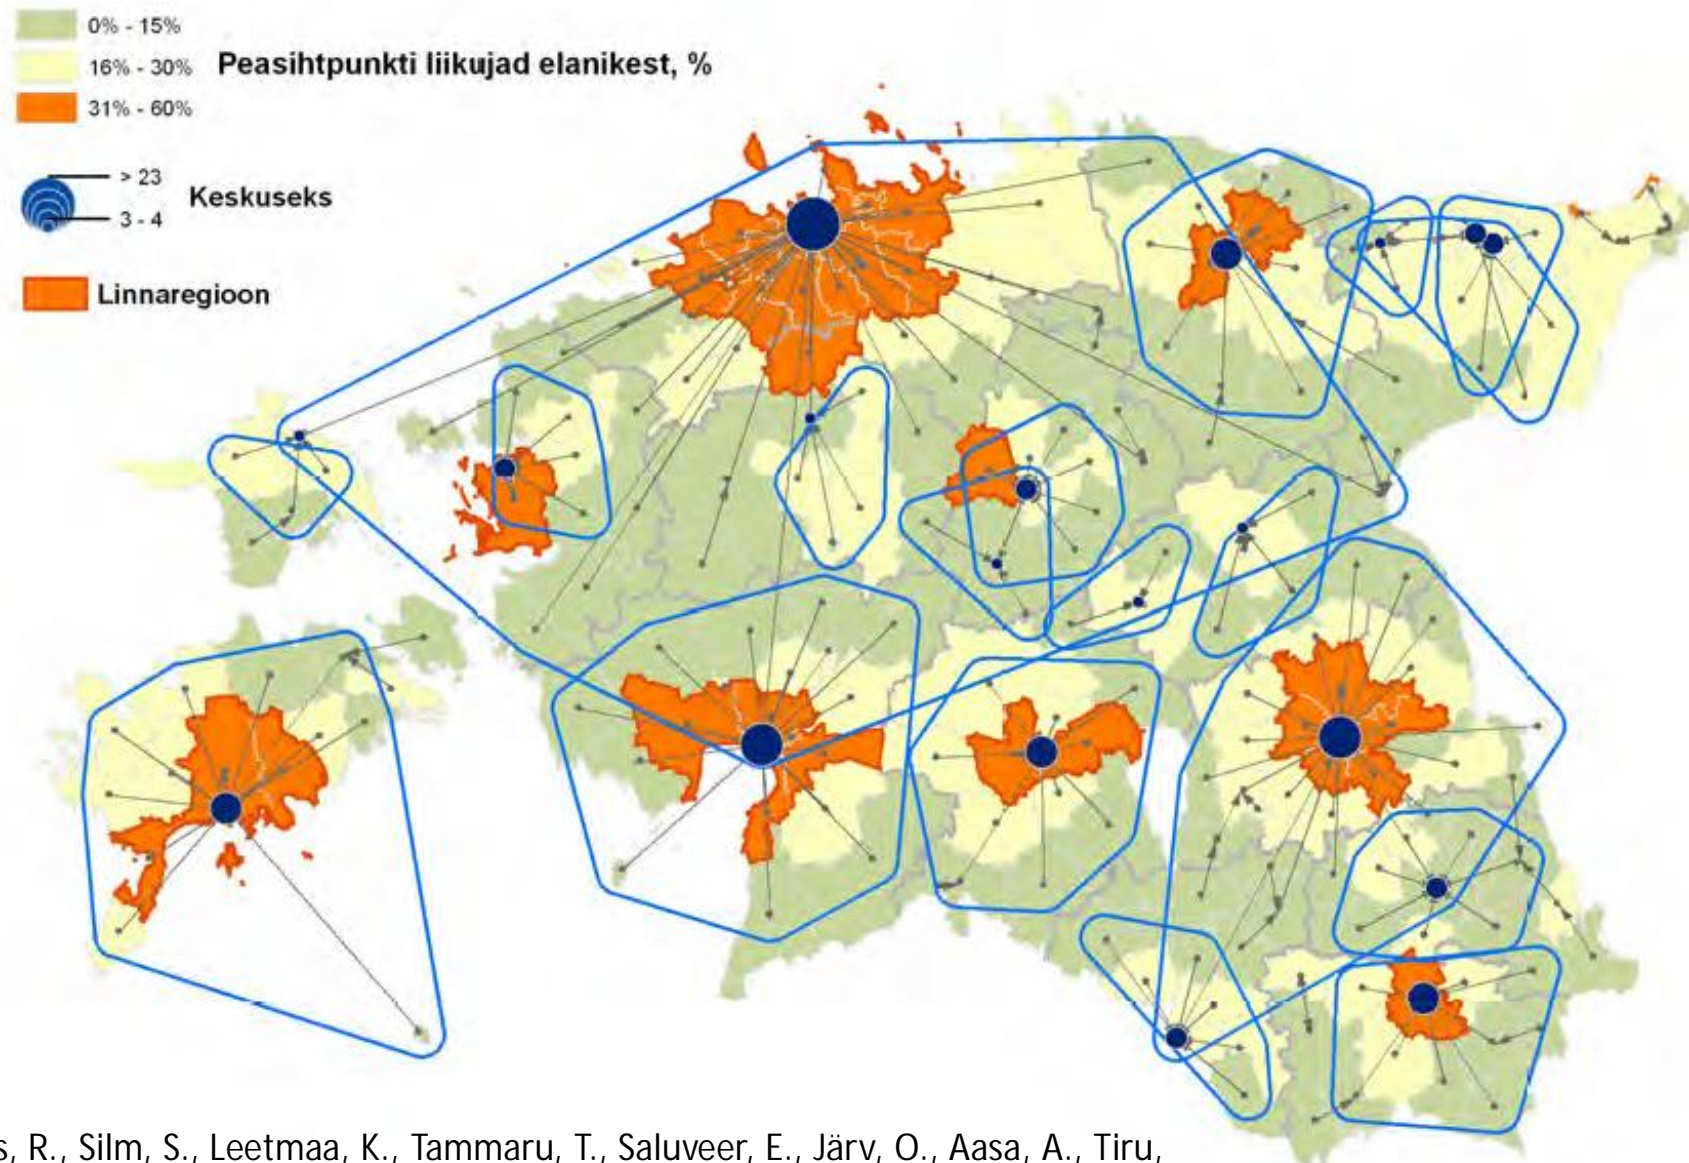 0% - 15%
16% - 30%
Peasihtpunkti liikujad elanikest, %
31% - 60%
> 23
Keskuseks
3 - 4
Linnaregioon
s, R., Silm, S., Leetmaa, K., Tammaru, T., Saluveer, E., Järv, O., Aasa, A., Tiru,